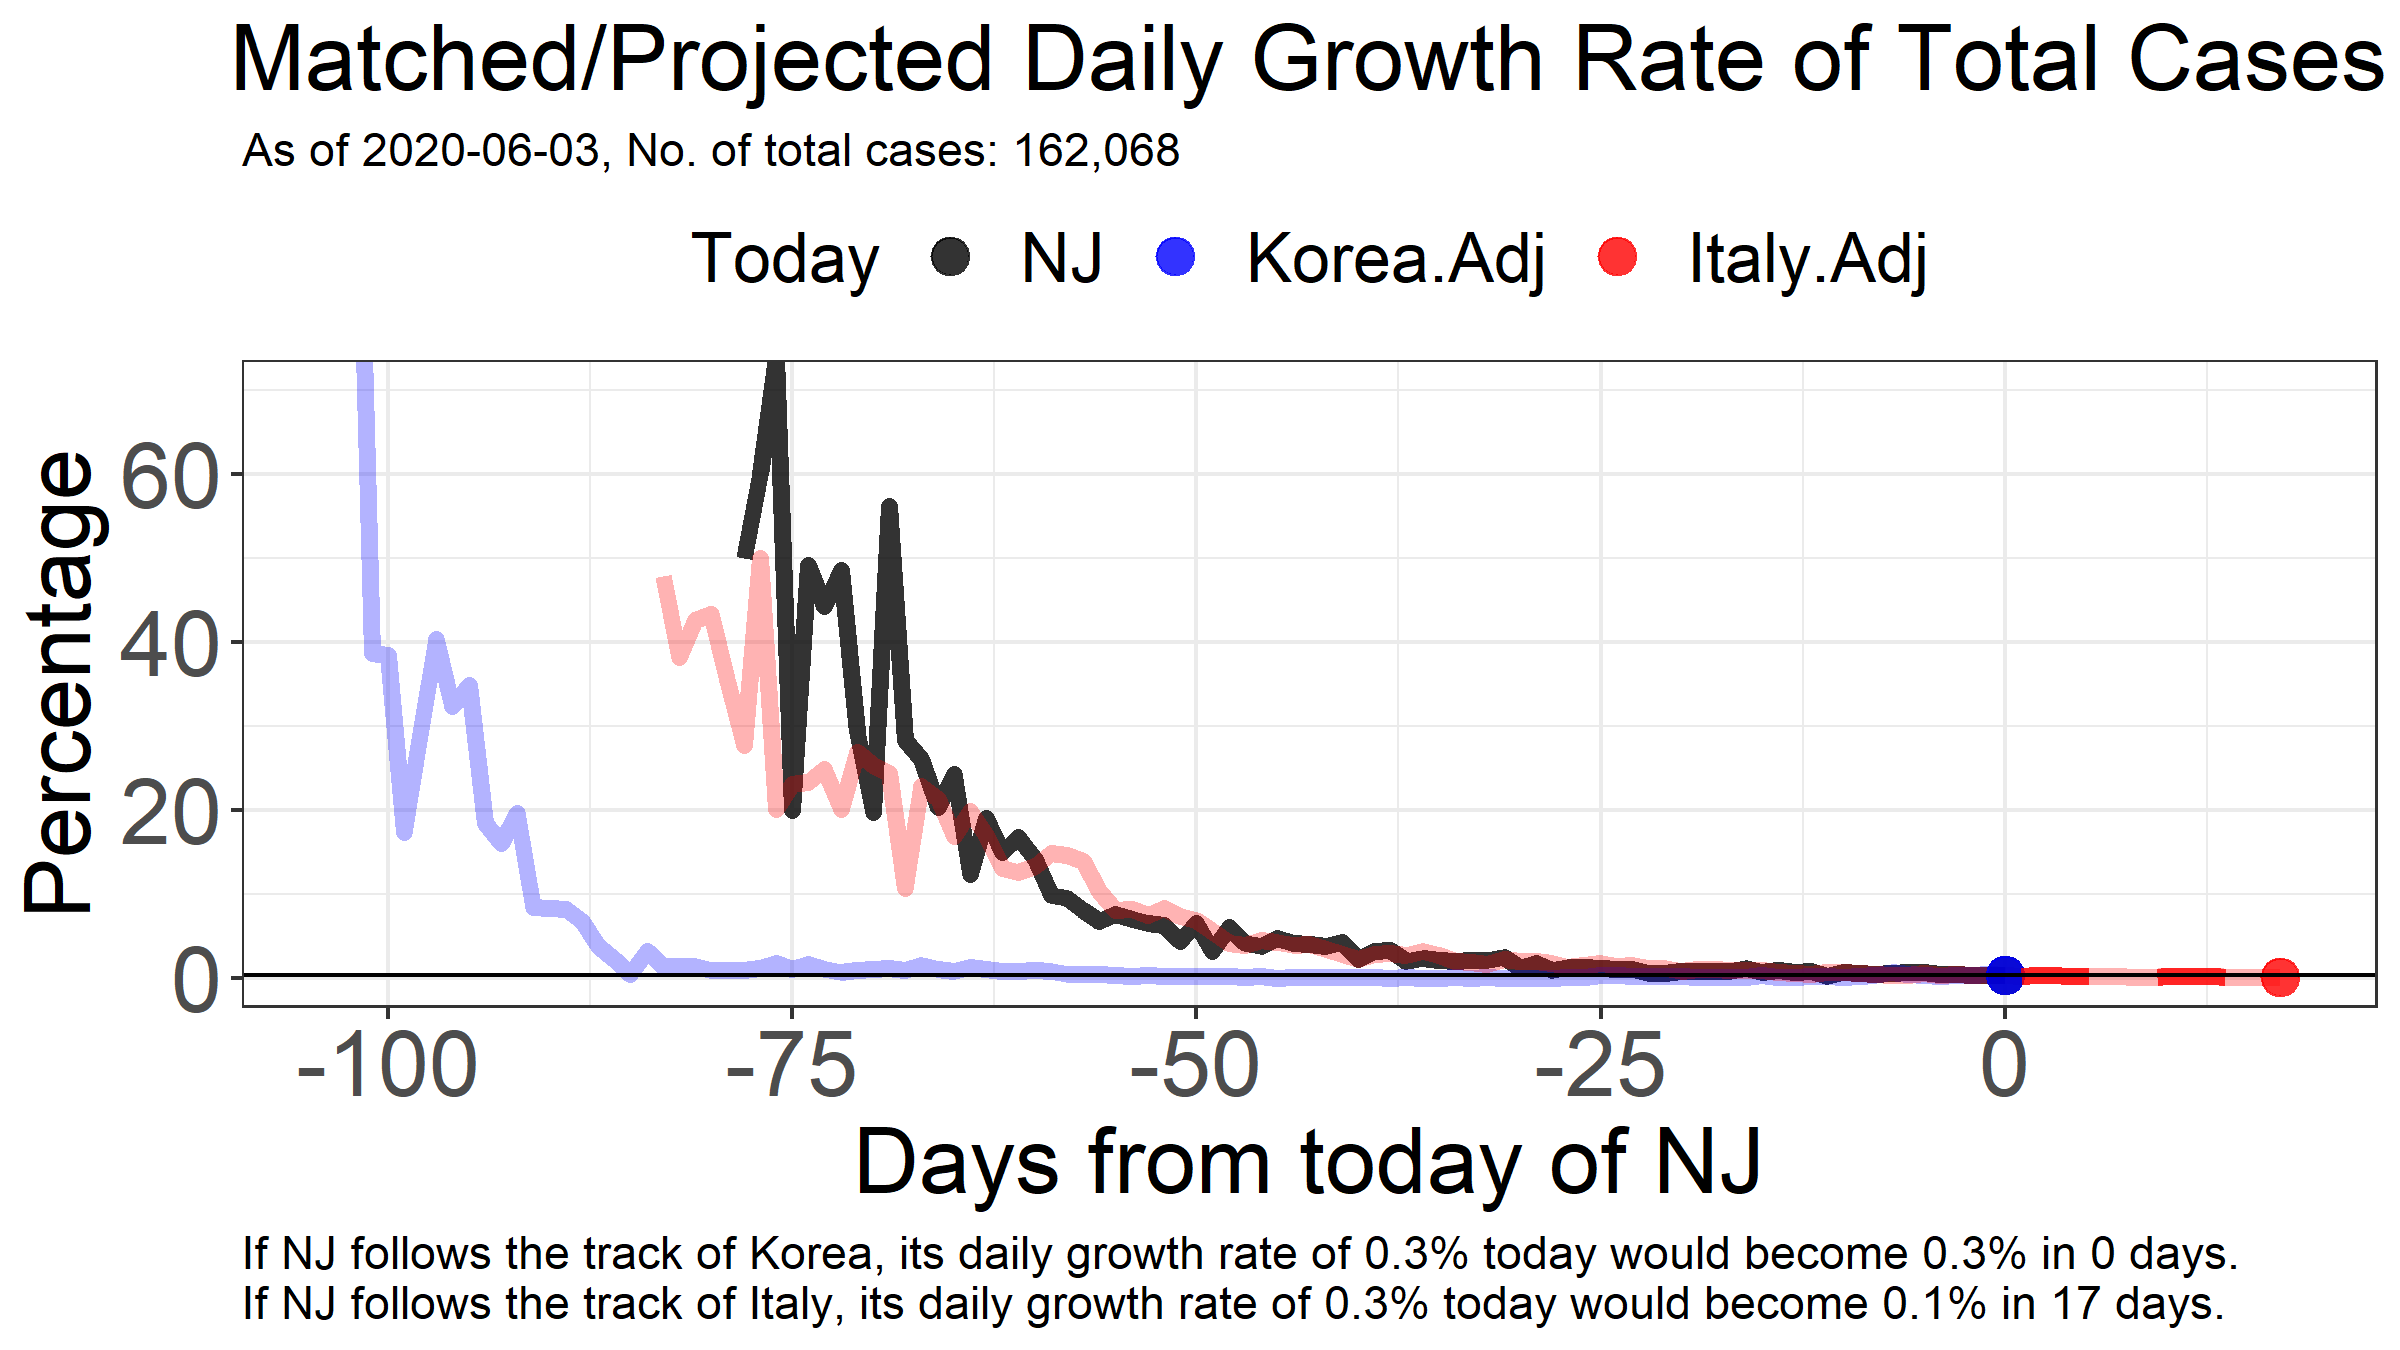 Matched/Projected Daily Growth Rate of Total Cases
As of 2020-06-03, No. of total cases: 162,068
Today NJ Korea.Adj Italy.Adj
Percentage
60
40
20
0
-100 -75 -50 -25 0
Days from today of NJ
If NJ follows the track of Korea, its daily growth rate of 0.3% today would become 0.3% in 0 days.
If NJ follows the track of Italy, its daily growth rate of 0.3% today would become 0.1% in 17 days.